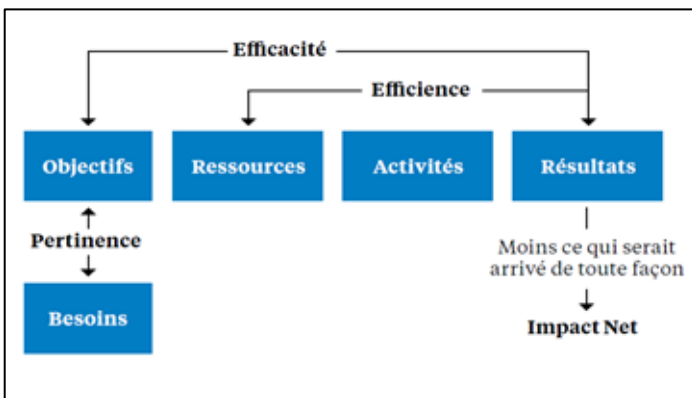 Efficacité
Efficience
Objectifs
Ressources
Activités
Résultats
Pertinence
Moins ce qui serait
arrivé de toute façon
Besoins
Impact Net